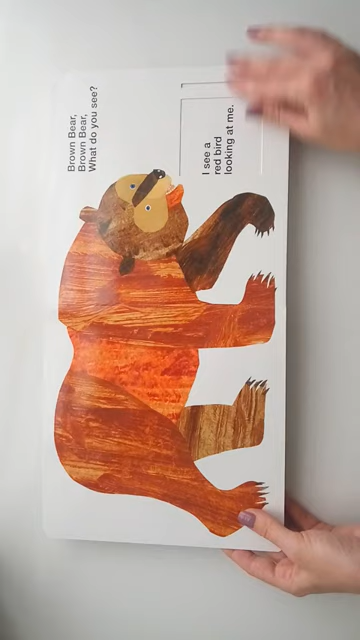 Brown Bear,
Brown Bear,
What do you see?
I see a
red bird
looking at me.